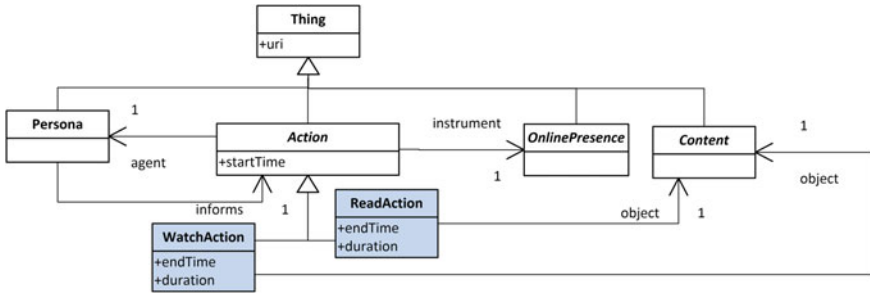 Thing
+uri
1
Persona
Action
instrument
OnlinePresence
Content
1
+startTime
agent
1
object
informs
1
ReadAction
object
1
WatchAction
+endTime
+duration
+endTime
+duration